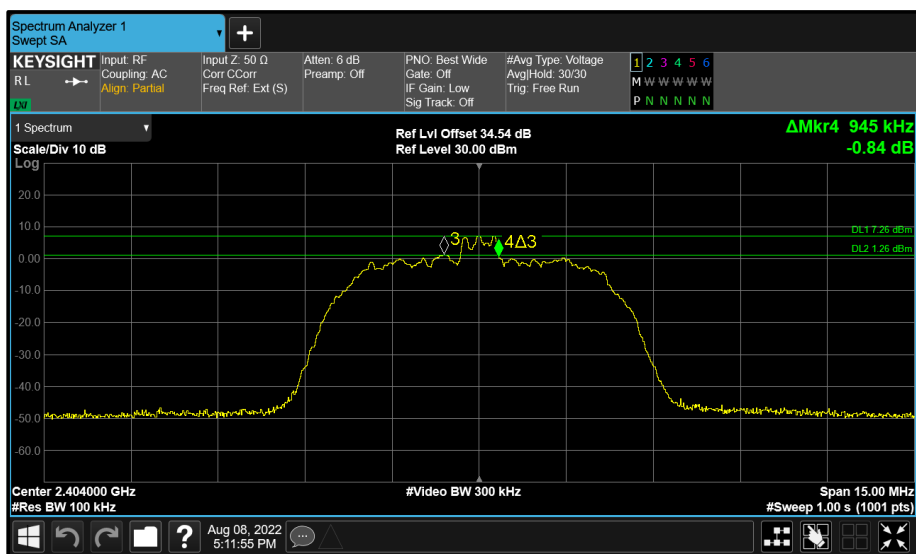 Spectrum Analyzer 1
Swept SA
+
KEYSIGHT
RL
LXI
Input: RF
Coupling: AC
Align: Partial
Input Z: 50 Ω
Corr CCorr
Freq Ref: Ext (S)
Atten: 6 dB
Preamp: Off
PNO: Best Wide
Gate: Off
IF Gain: Low
Sig Track: Off
#Avg Type: Voltage
Avg|Hold: 30/30
Trig: Free Run
1 2 3 4 5 6
M W W W W W
P N N N N N
1 Spectrum
Scale/Div 10 dB
Ref Lvl Offset 34.54 dB
Ref Level 30.00 dBm
ΔMkr4 945 kHz
-0.84 dB
Log
20.0
10.0
0.00
-10.0
-20.0
-30.0
-40.0
-50.0
-60.0
3
4Δ3
DL1 7.26 dBm
DL2 1.26 dBm
Center 2.404000 GHz
#Res BW 100 kHz
#Video BW 300 kHz
Span 15.00 MHz
#Sweep 1.00 s (1001 pts)
?
Aug 08, 2022
5:11:55 PM